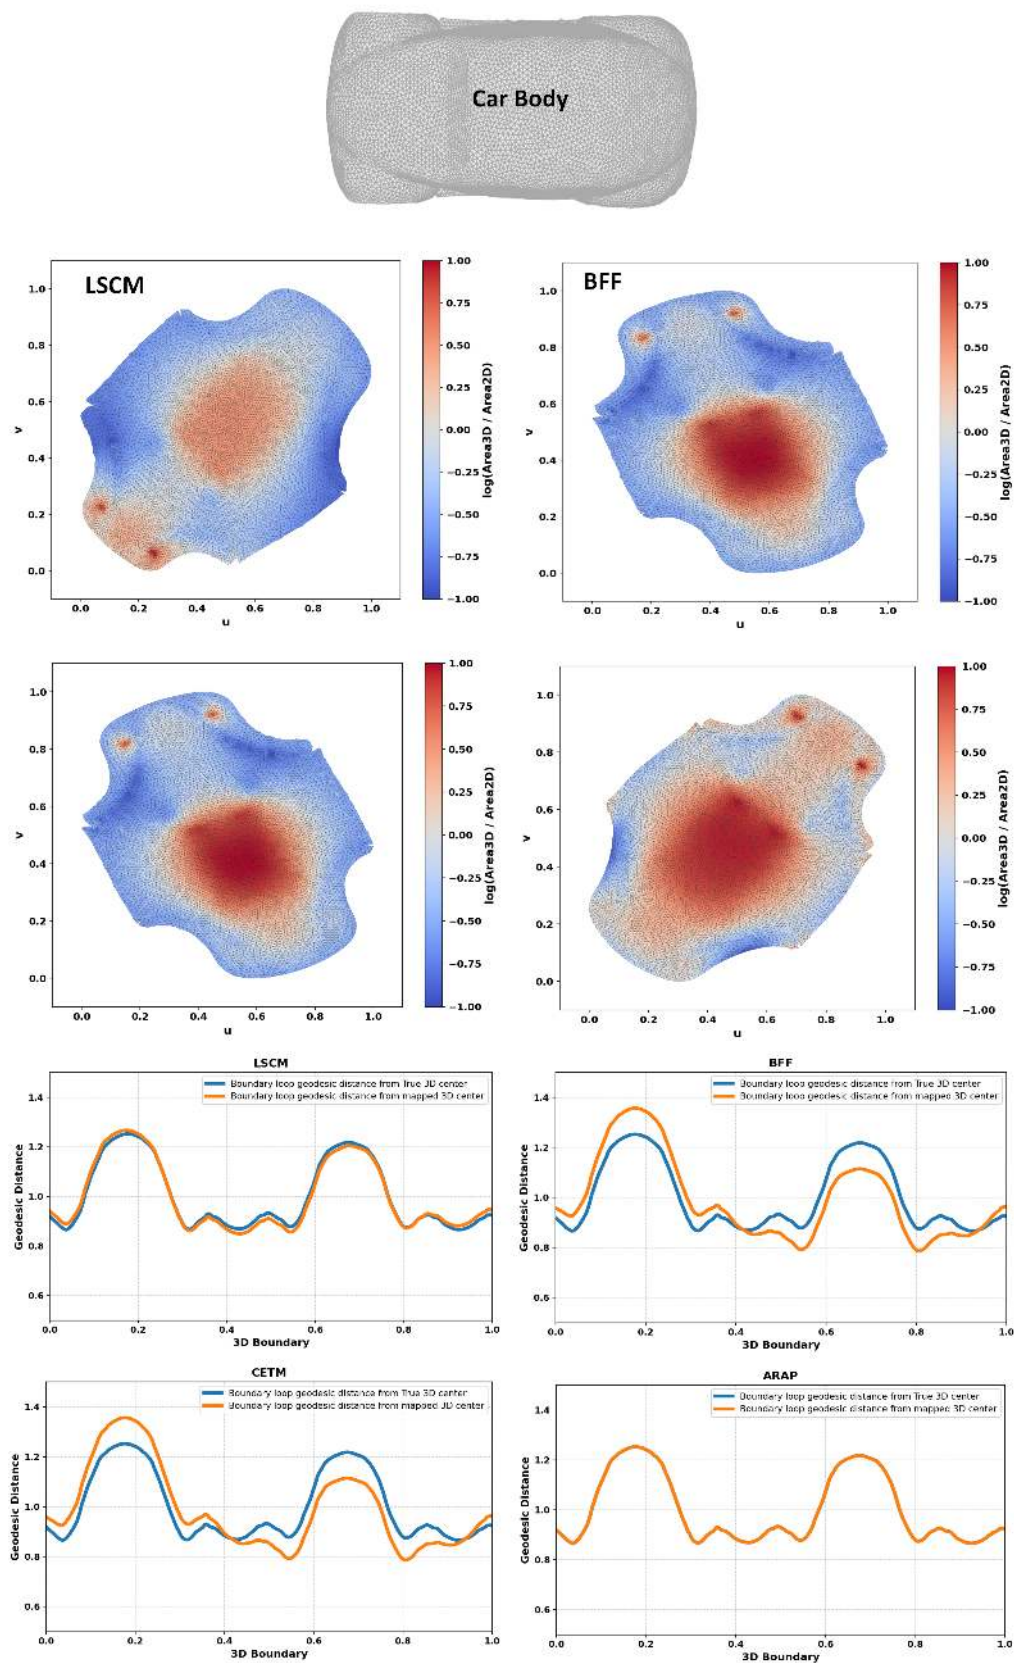 Car Body
LSCM
1.0
0.8
0.6
0.4
0.2
0.0
v
0.0 0.2 0.4 0.6 0.8 1.0
u
1.00
0.75
0.50
0.25
0.00
−0.25
−0.50
−0.75
−1.00
log(Area3D / Area2D)
BFF
1.0
0.8
0.6
0.4
0.2
0.0
v
0.0 0.2 0.4 0.6 0.8 1.0
u
1.00
0.75
0.50
0.25
0.00
−0.25
−0.50
−0.75
−1.00
log(Area3D / Area2D)
1.0
0.8
0.6
0.4
0.2
0.0
v
0.0 0.2 0.4 0.6 0.8 1.0
u
1.00
0.75
0.50
0.25
0.00
−0.25
−0.50
−0.75
−1.00
log(Area3D / Area2D)
1.0
0.8
0.6
0.4
0.2
0.0
v
0.0 0.2 0.4 0.6 0.8 1.0
u
1.00
0.75
0.50
0.25
0.00
−0.25
−0.50
−0.75
−1.00
log(Area3D / Area2D)
LSCM
Boundary loop geodesic distance from True 3D center
Boundary loop geodesic distance from mapped 3D center
1.4
1.2
1.0
0.8
0.6
Geodesic Distance
0.0 0.2 0.4 0.6 0.8 1.0
3D Boundary
BFF
Boundary loop geodesic distance from True 3D center
Boundary loop geodesic distance from mapped 3D center
1.4
1.2
1.0
0.8
0.6
Geodesic Distance
0.0 0.2 0.4 0.6 0.8 1.0
3D Boundary
CETM
Boundary loop geodesic distance from True 3D center
Boundary loop geodesic distance from mapped 3D center
1.4
1.2
1.0
0.8
0.6
Geodesic Distance
0.0 0.2 0.4 0.6 0.8 1.0
3D Boundary
ARAP
Boundary loop geodesic distance from True 3D center
Boundary loop geodesic distance from mapped 3D center
1.4
1.2
1.0
0.8
0.6
Geodesic Distance
0.0 0.2 0.4 0.6 0.8 1.0
3D Boundary